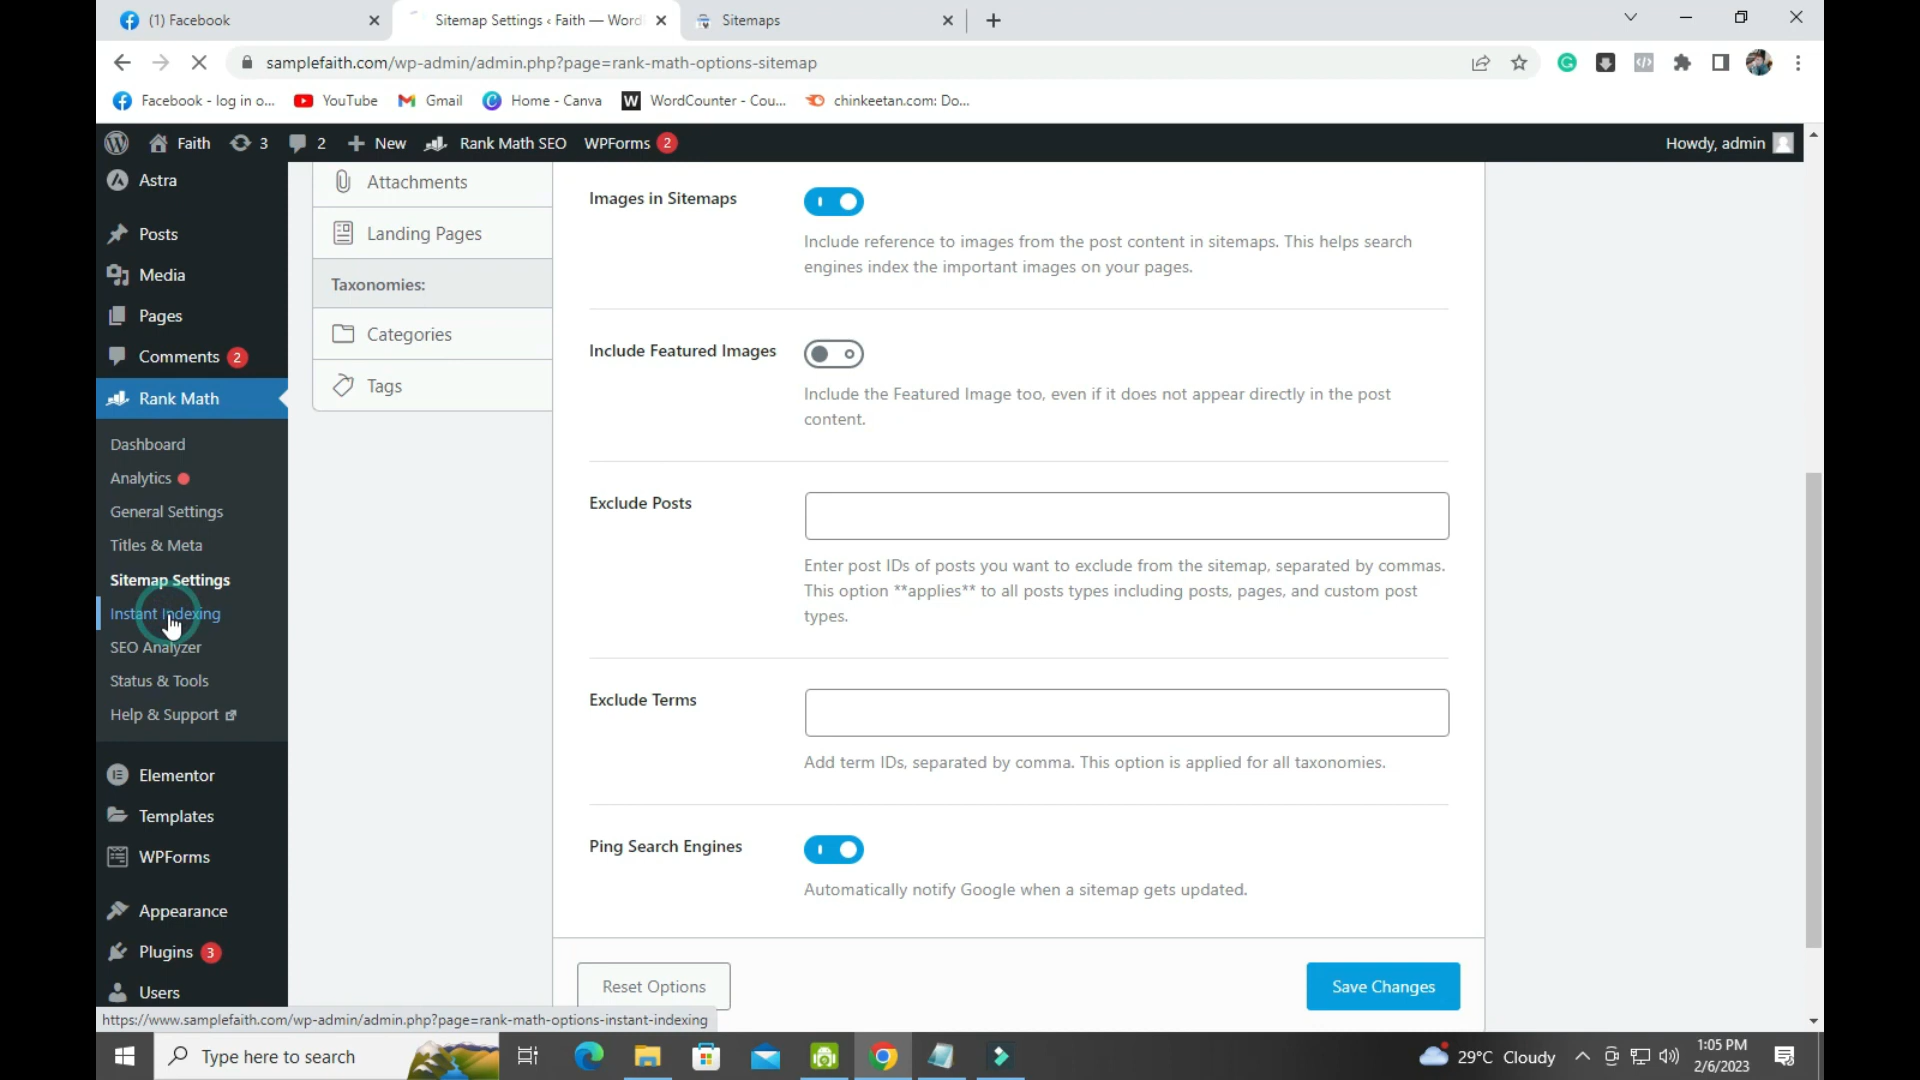 (1) Facebook
Sitemap Settings ‹ Faith — Word
Sitemaps
samplefaith.com/wp-admin/admin.php?page=rank-math-options-sitemap
Facebook - log in o...
YouTube
Gmail
Home - Canva
WordCounter - Cou...
chinkeetan.com: Do...
Faith
3
2
New
Rank Math SEO
WPForms 2
Howdy, admin
Astra
Posts
Media
Pages
Comments 2
Rank Math
Dashboard
Analytics
General Settings
Titles & Meta
Sitemap Settings
Instant Indexing
SEO Analyzer
Status & Tools
Help & Support
Elementor
Templates
WPForms
Appearance
Plugins 3
Users
Attachments
Landing Pages
Taxonomies:
Categories
Tags
Images in Sitemaps
Include reference to images from the post content in sitemaps. This helps search
engines index the important images on your pages.
Include Featured Images
Include the Featured Image too, even if it does not appear directly in the post
content.
Exclude Posts
Enter post IDs of posts you want to exclude from the sitemap, separated by commas.
This option **applies** to all posts types including posts, pages, and custom post
types.
Exclude Terms
Add term IDs, separated by comma. This option is applied for all taxonomies.
Ping Search Engines
Automatically notify Google when a sitemap gets updated.
Reset Options
Save Changes
https://www.samplefaith.com/wp-admin/admin.php?page=rank-math-options-instant-indexing
Type here to search
29°C Cloudy
1:05 PM
2/6/2023